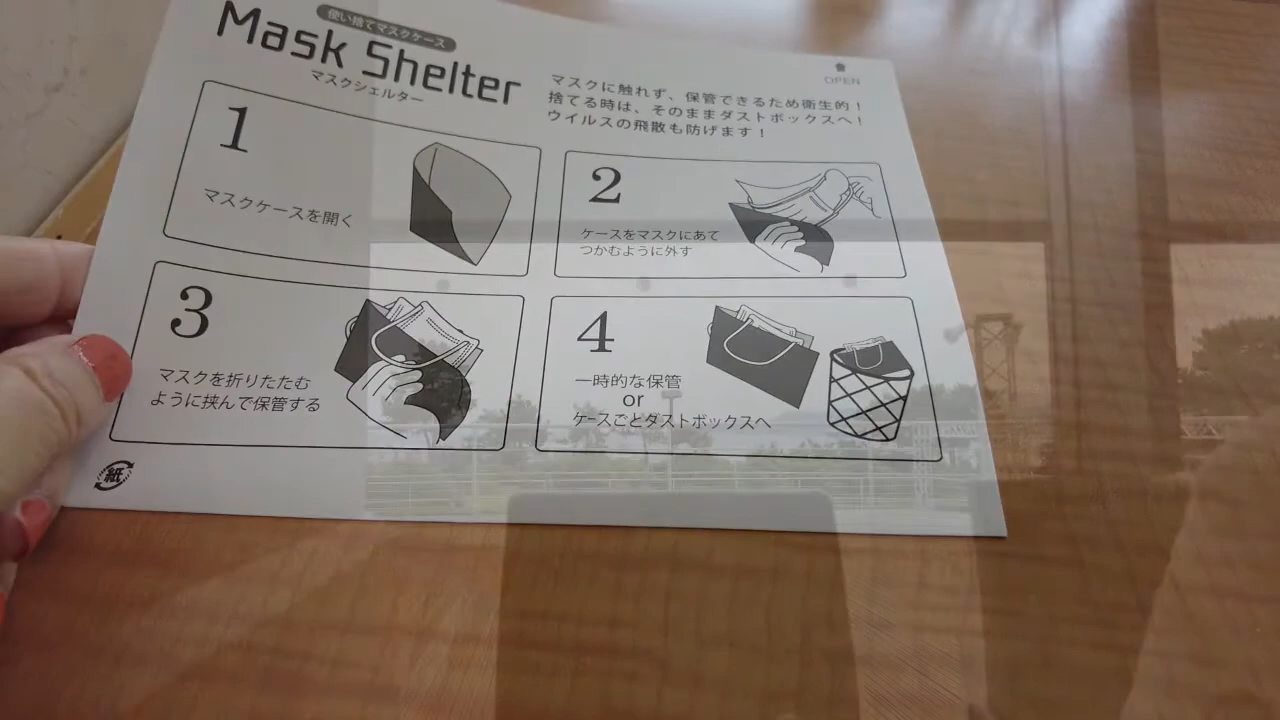 使い捨てマスクケース
Mask Shelter
マスクシェルター
マスクに触れず、保管できるため衛生的！
捨てる時は、そのままダストボックスへ！
ウイルスの飛散も防げます！
OPEN
1
マスクケースを開く
2
ケースをマスクにあて
つかむように外す
3
マスクを折りたたむ
ように挟んで保管する
4
一時的な保管
or
ケースごとダストボックスへ
紙